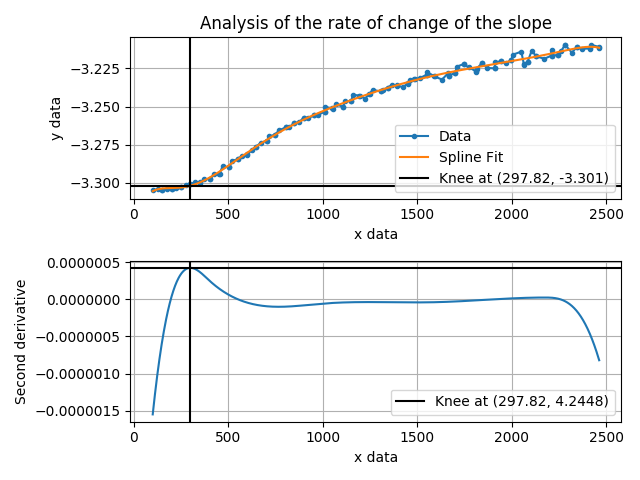 Analysis of the rate of change of the slope
y data
−3.225
−3.250
−3.275
−3.300
Data
Spline Fit
Knee at (297.82, -3.301)
0
500
1000
1500
2000
2500
x data
Second derivative
0.0000005
0.0000000
−0.0000005
−0.0000010
−0.0000015
Knee at (297.82, 4.2448)
0
500
1000
1500
2000
2500
x data